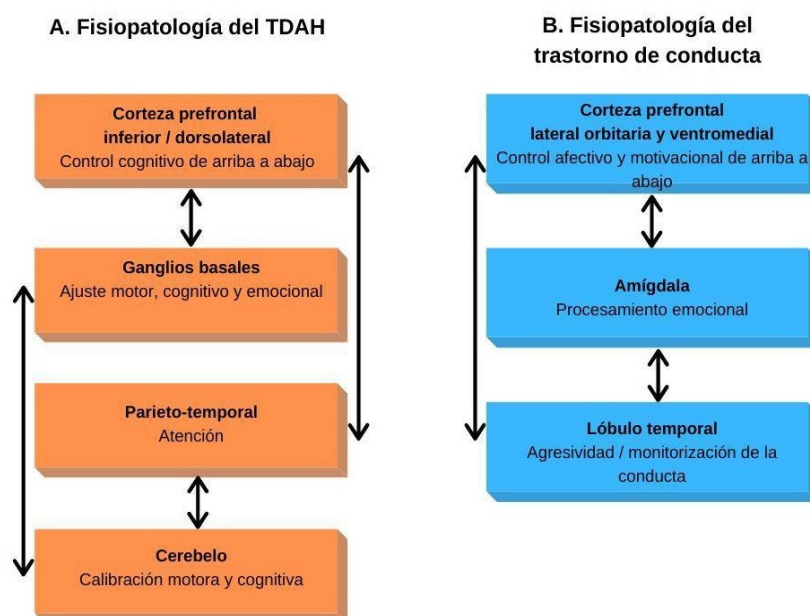 A. Fisiopatología del TDAH
Corteza prefrontal
inferior / dorsolateral
Control cognitivo de arriba a abajo
Ganglios basales
Ajuste motor, cognitivo y emocional
Parieto-temporal
Atención
Cerebelo
Calibración motora y cognitiva
B. Fisiopatología del
trastorno de conducta
Corteza prefrontal
lateral orbitaria y ventromedial
Control afectivo y motivacional de arriba a
abajo
Amígdala
Procesamiento emocional
Lóbulo temporal
Agresividad / monitorización de la
conducta